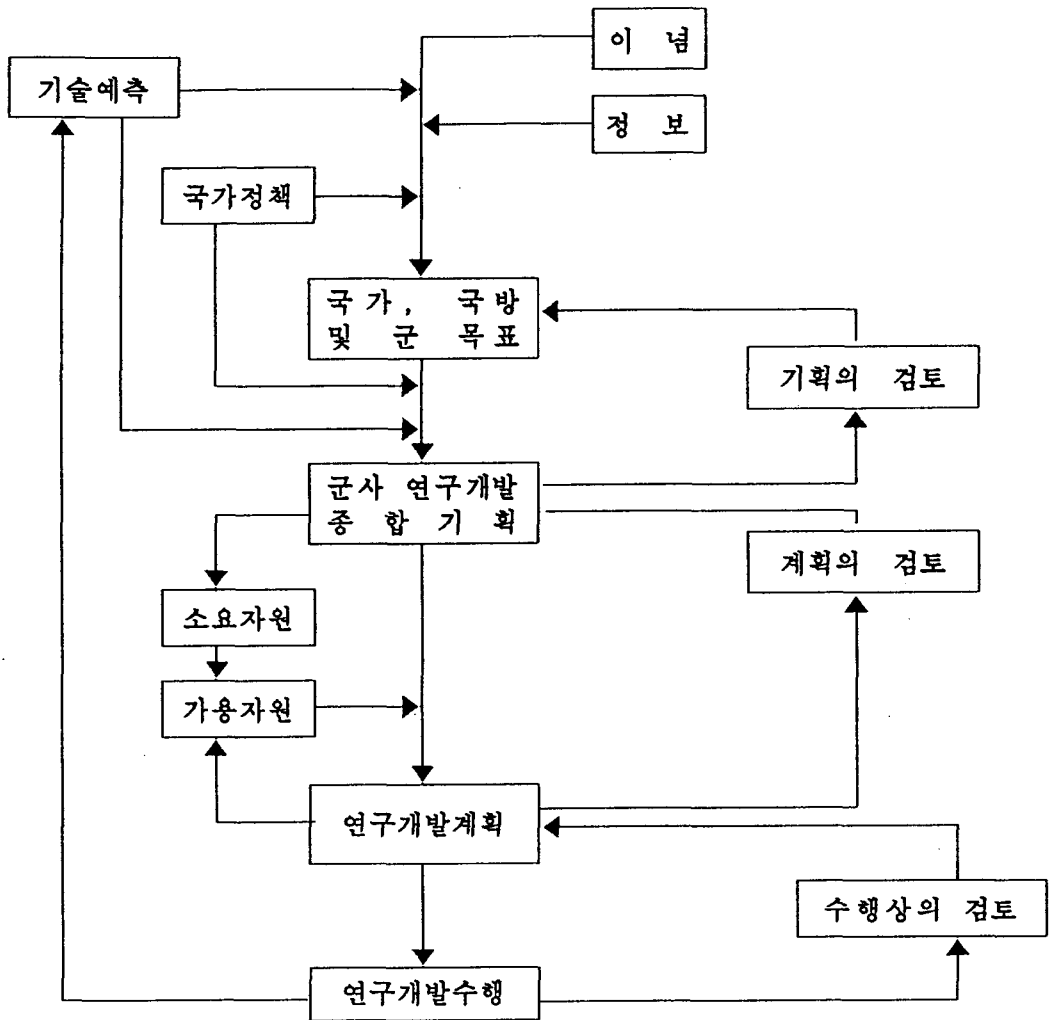 이 념
기술예측
정 보
국가정책
국가, 국방
및 군 목표
기획의 검토
군사 연구개발
종합기획
계획의 검토
소요자원
가용자원
연구개발계획
수행상의 검토
연구개발수행